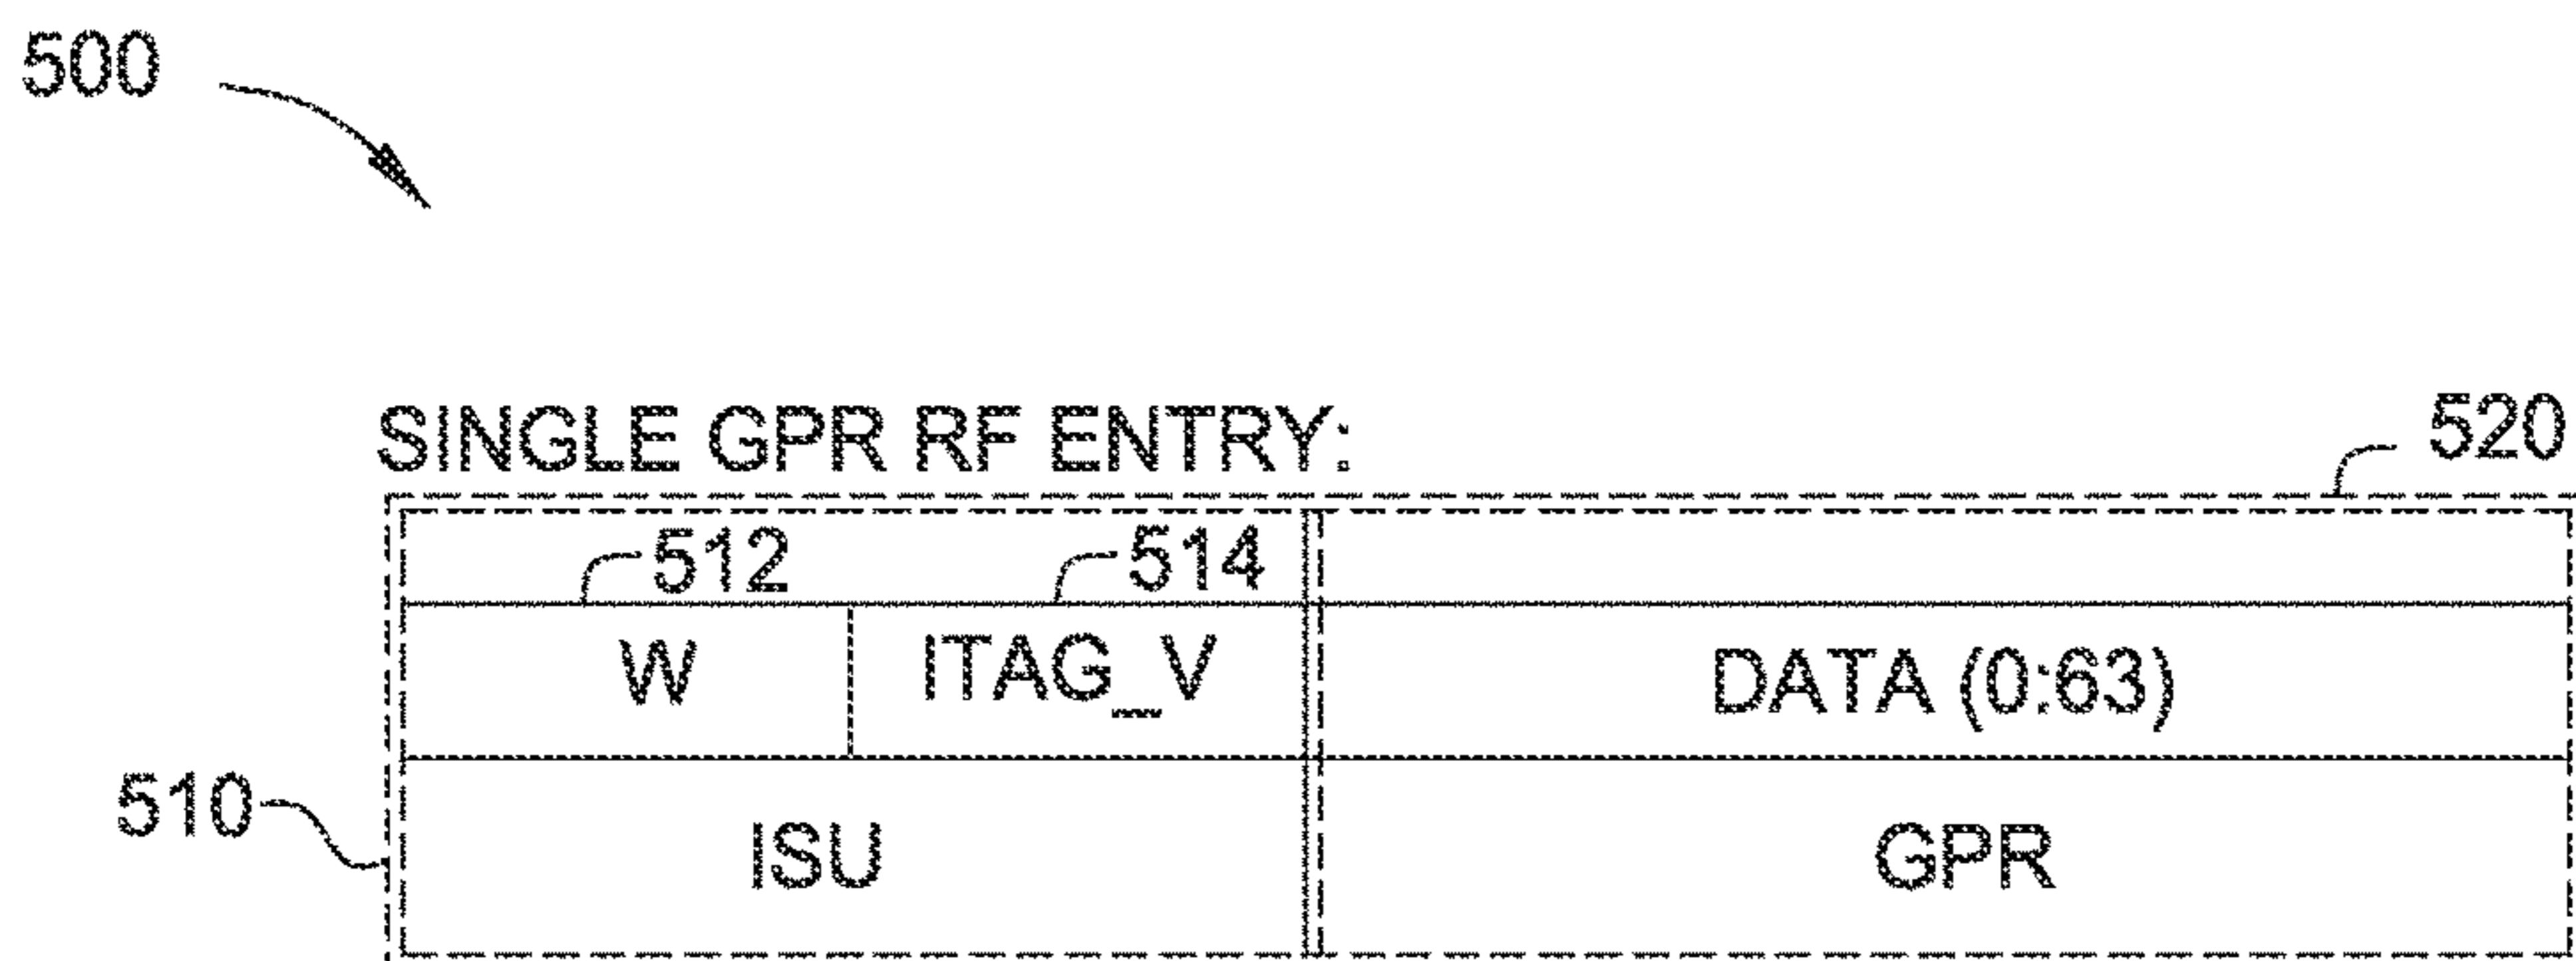 500
SINGLE GPR RF ENTRY:
520
512 514
W ITAG_V DATA (0:63)
510
ISU GPR